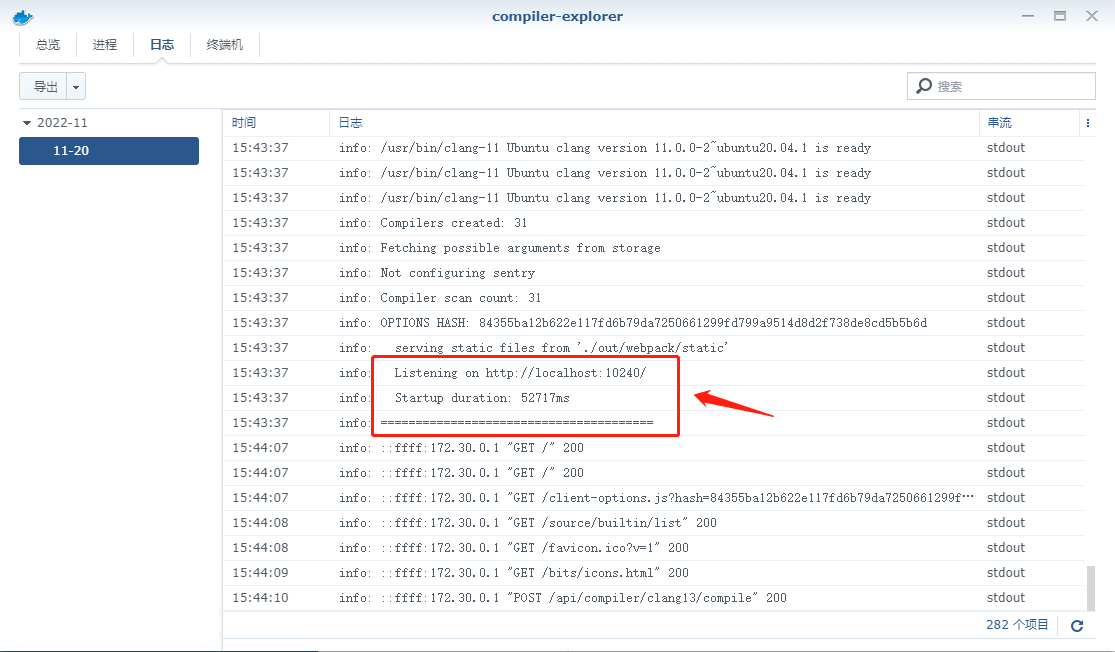 compiler-explorer
总览 进程 日志 终端机
导出 搜索
2022-11
11-20
时间 日志 串流
15:43:37 info: /usr/bin/clang-11 Ubuntu clang version 11.0.0-2~ubuntu20.04.1 is ready stdout
15:43:37 info: /usr/bin/clang-11 Ubuntu clang version 11.0.0-2~ubuntu20.04.1 is ready stdout
15:43:37 info: /usr/bin/clang-11 Ubuntu clang version 11.0.0-2~ubuntu20.04.1 is ready stdout
15:43:37 info: Compilers created: 31 stdout
15:43:37 info: Fetching possible arguments from storage stdout
15:43:37 info: Not configuring sentry stdout
15:43:37 info: Compiler scan count: 31 stdout
15:43:37 info: OPTIONS HASH: 84355ba12b622e117fd6b79da7250661299fd799a9514d8d2f738de8cd5b5b6d stdout
15:43:37 info: serving static files from './out/webpack/static' stdout
15:43:37 info: Listening on http://localhost:10240/ stdout
15:43:37 info: Startup duration: 52717ms stdout
15:43:37 info: ======================================= stdout
15:44:07 info: ::ffff:172.30.0.1 "GET /" 200 stdout
15:44:07 info: ::ffff:172.30.0.1 "GET /" 200 stdout
15:44:07 info: ::ffff:172.30.0.1 "GET /client-options.js?hash=84355ba12b622e117fd6b79da7250661299f… stdout
15:44:08 info: ::ffff:172.30.0.1 "GET /source/builtin/list" 200 stdout
15:44:08 info: ::ffff:172.30.0.1 "GET /favicon.ico?v=1" 200 stdout
15:44:09 info: ::ffff:172.30.0.1 "GET /bits/icons.html" 200 stdout
15:44:10 info: ::ffff:172.30.0.1 "POST /api/compiler/clang13/compile" 200 stdout
282 个项目